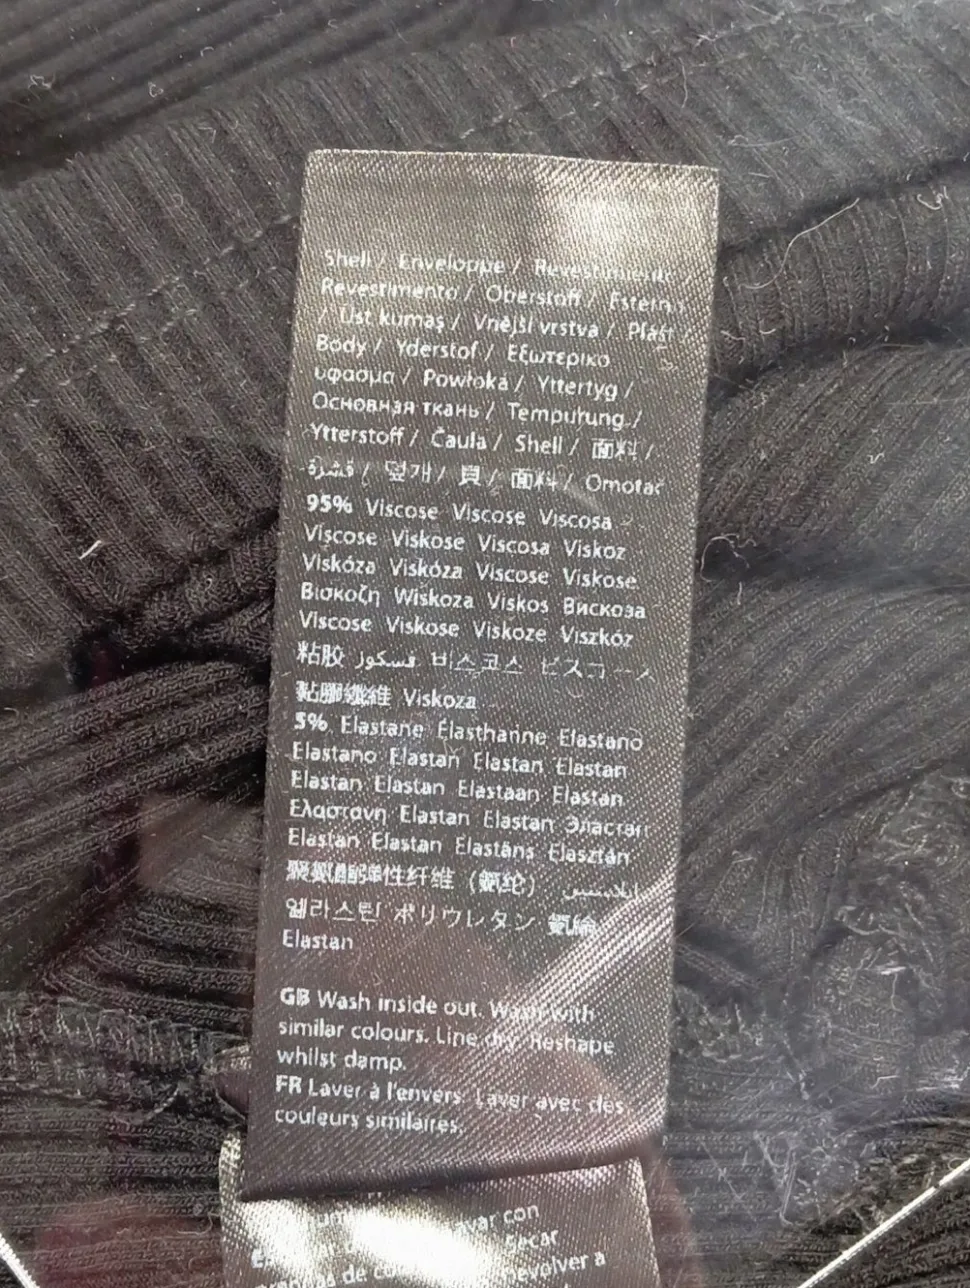 Shell / Enveloppe / Revestimiento
Revestimento / Oberstoff / Esterno
/ Üst kumaş / Vnější vrstva / Plášť /
Body / Yderstof / Εξωτερικο
υφασμα / Powłoka / Yttertyg /
Основная ткань / Temputung /
Ytterstoff / Čaula / Shell / 面料 /
قشرة / 덮개 / 貝 / 面料 / Omotač
95% Viscose Viscose Viscosa
Viscose Viskose Viscosa Viskoz
Viskóza Viskóza Viscose Viskose
Βισκοζη Wiskoza Viskos Вискоза
Viscose Viskose Viskoze Viszkóz
粘胶 فسكوز 비스코스 ビスコース
黏膠纖維 Viskoza
5% Elastane Élasthanne Elastano
Elastano Elastan Elastan Elastan
Elastan Elastan Elastaan Elastan
Ελαστανη Elastan Elastan Эластан
Elastan Elastan Elastāns Elasztán
聚氨酯弹性纤维（氨纶）
엘라스틴 ポリウレタン 氨綸
Elastan
GB Wash inside out. Wash with
similar colours. Line dry. Reshape
whilst damp.
FR Laver à l'envers. Laver avec des
couleurs similaires.
con
Secar
de